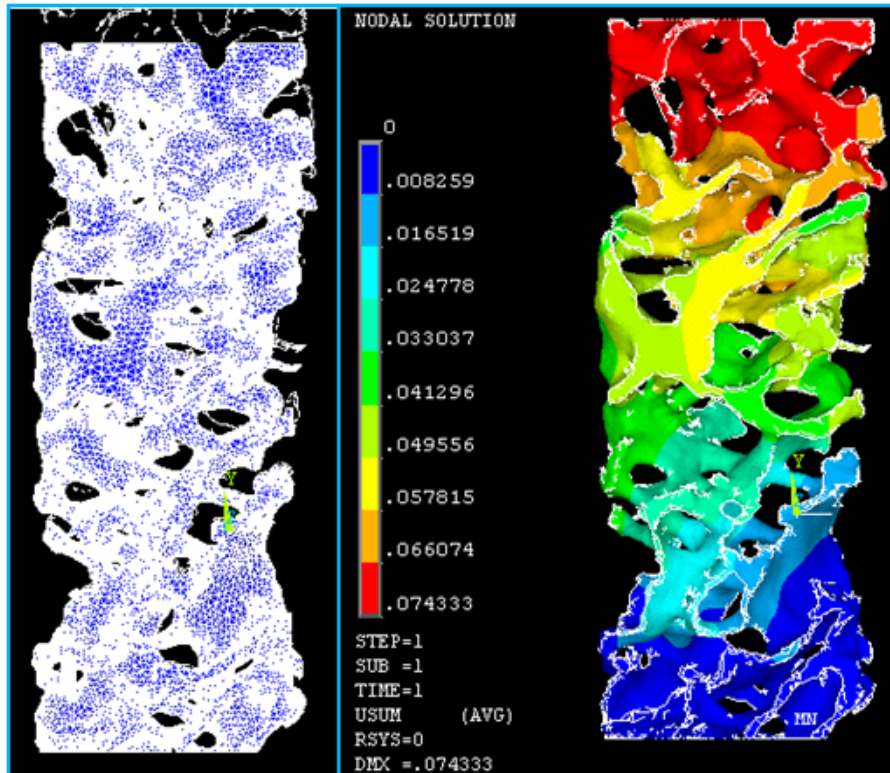 NODAL SOLUTION
0
.008259
.016519
.024778
.033037
.041296
.049556
.057815
.066074
.074333
STEP=1
SUB =1
TIME=1
USUM (AVG)
RSYS=0
DMX =.074333
Y
MX
Y
MN